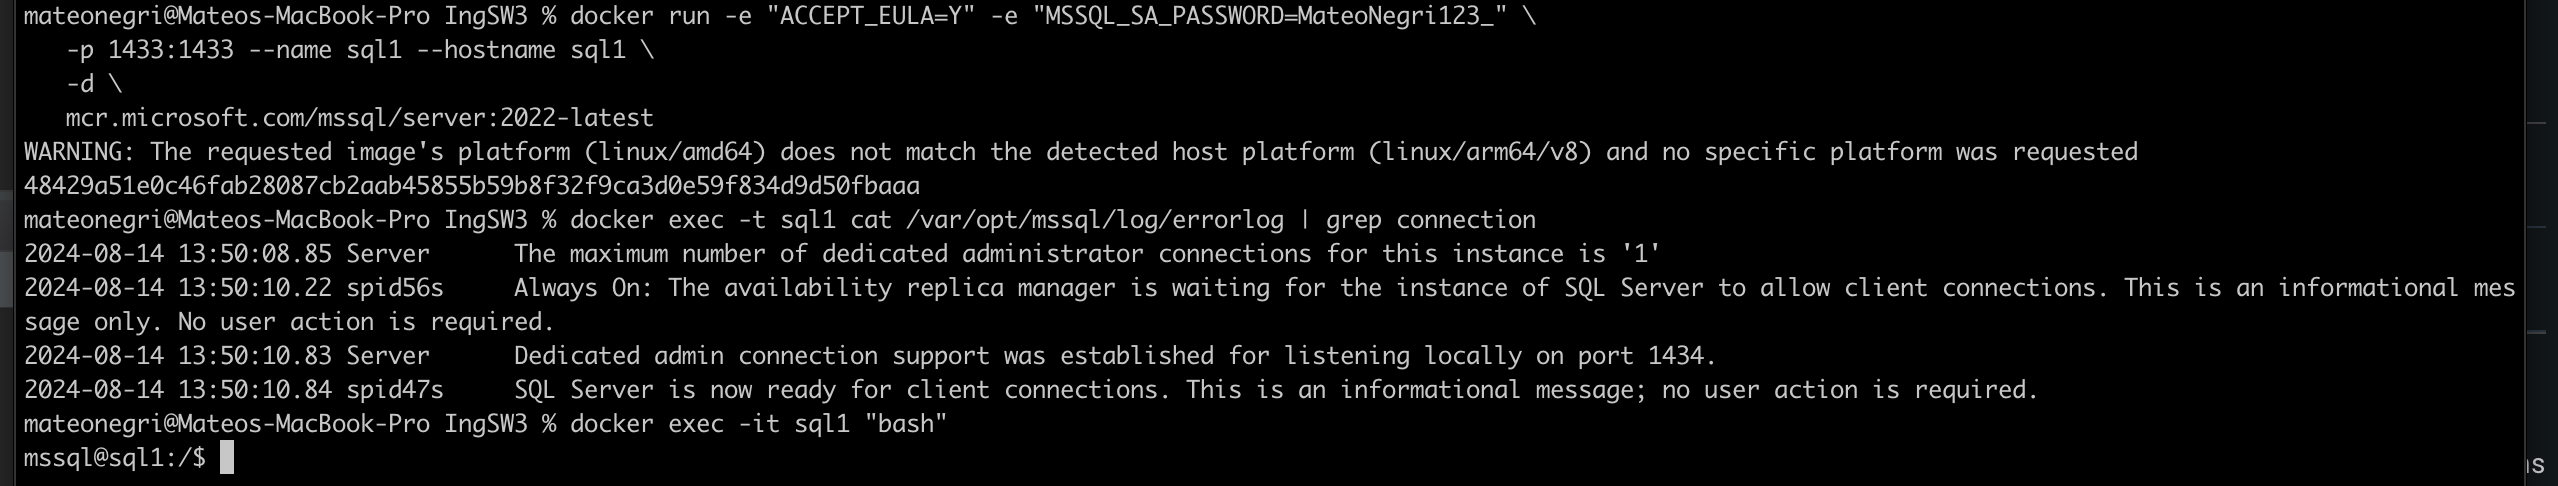 mateonegri@Mateos-MacBook-Pro IngSW3 % docker run -e "ACCEPT_EULA=Y" -e "MSSQL_SA_PASSWORD=MateoNegri123_" \
   -p 1433:1433 --name sql1 --hostname sql1 \
   -d \
   mcr.microsoft.com/mssql/server:2022-latest
WARNING: The requested image's platform (linux/amd64) does not match the detected host platform (linux/arm64/v8) and no specific platform was requested
48429a51e0c46fab28087cb2aab45855b59b8f32f9ca3d0e59f834d9d50fbaaa
mateonegri@Mateos-MacBook-Pro IngSW3 % docker exec -t sql1 cat /var/opt/mssql/log/errorlog | grep connection
2024-08-14 13:50:08.85 Server      The maximum number of dedicated administrator connections for this instance is '1'
2024-08-14 13:50:10.22 spid56s     Always On: The availability replica manager is waiting for the instance of SQL Server to allow client connections. This is an informational mes
sage only. No user action is required.
2024-08-14 13:50:10.83 Server      Dedicated admin connection support was established for listening locally on port 1434.
2024-08-14 13:50:10.84 spid47s     SQL Server is now ready for client connections. This is an informational message; no user action is required.
mateonegri@Mateos-MacBook-Pro IngSW3 % docker exec -it sql1 "bash"
mssql@sql1:/$